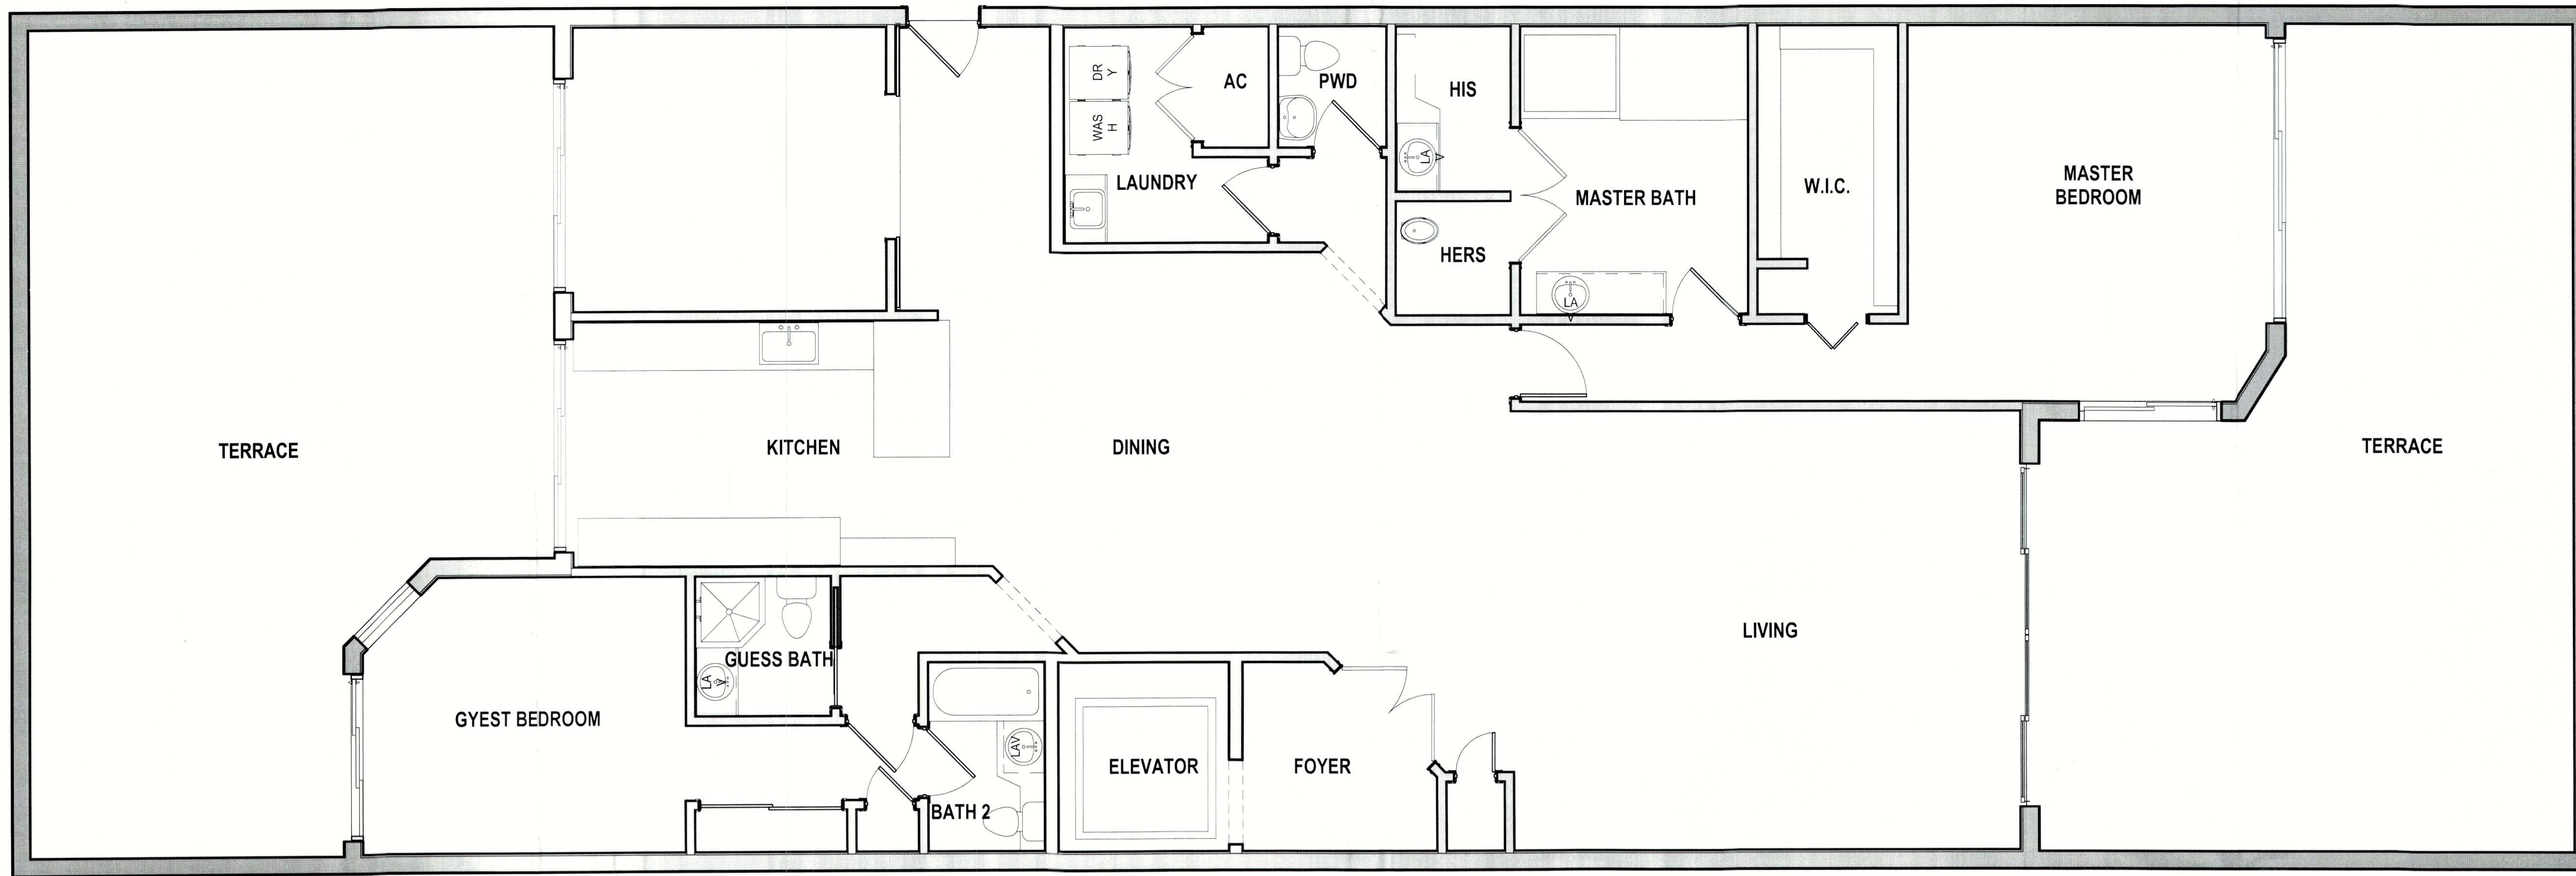 DR
Y
AC
PWD
HIS
WAS
H
LA
V
LAUNDRY
MASTER BATH
W.I.C.
MASTER
BEDROOM
HERS
LA
V
TERRACE
KITCHEN
DINING
TERRACE
LIVING
GUESS BATH
LA
V
GYEST BEDROOM
LAV
ELEVATOR
FOYER
BATH 2